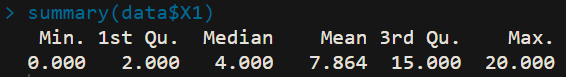 > summary(data$X1)
Min. 1st Qu. Median Mean 3rd Qu. Max.
0.000 2.000 4.000 7.864 15.000 20.000